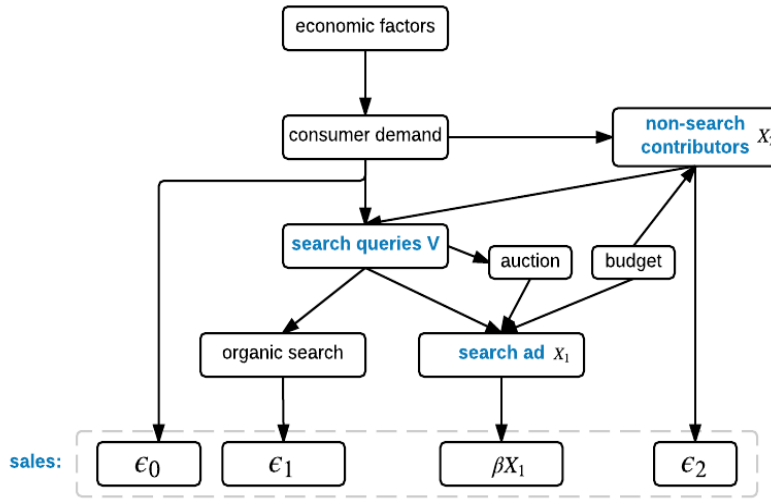 economic factors
consumer demand
non-search
contributors X₂
search queries V
auction
budget
organic search
search ad X₁
sales:
ϵ₀
ϵ₁
βX₁
ϵ₂